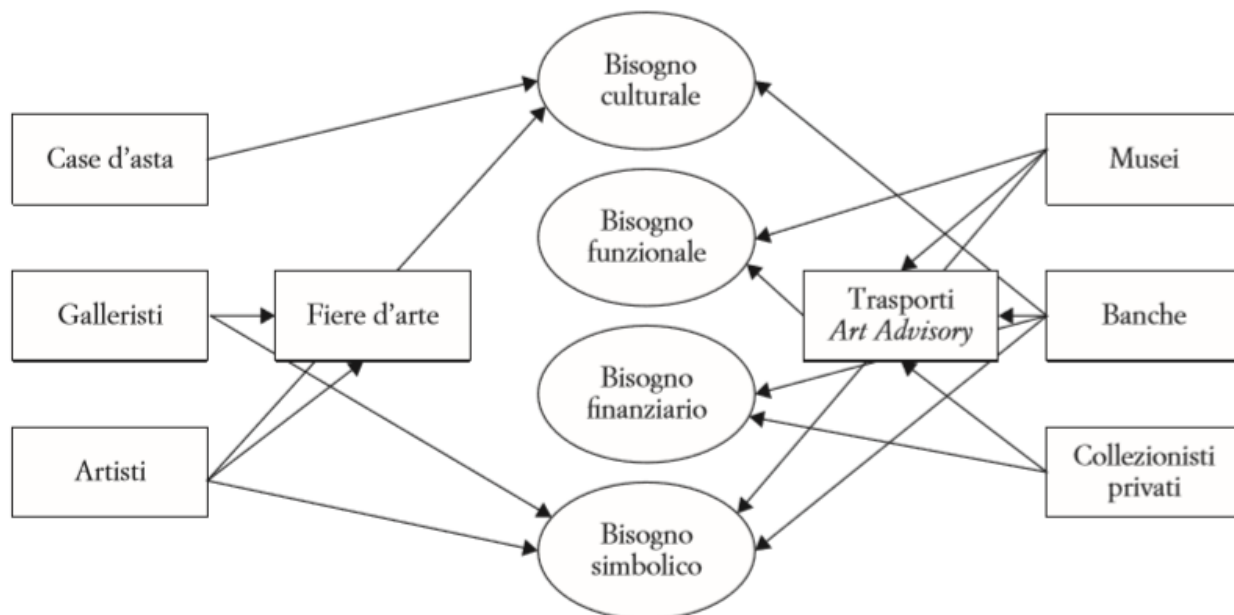 Bisogno
culturale
Case d'asta
Musei
Bisogno
funzionale
Galleristi
Fiere d'arte
Trasporti
Art Advisory
Banche
Bisogno
finanziario
Artisti
Collezionisti
privati
Bisogno
simbolico